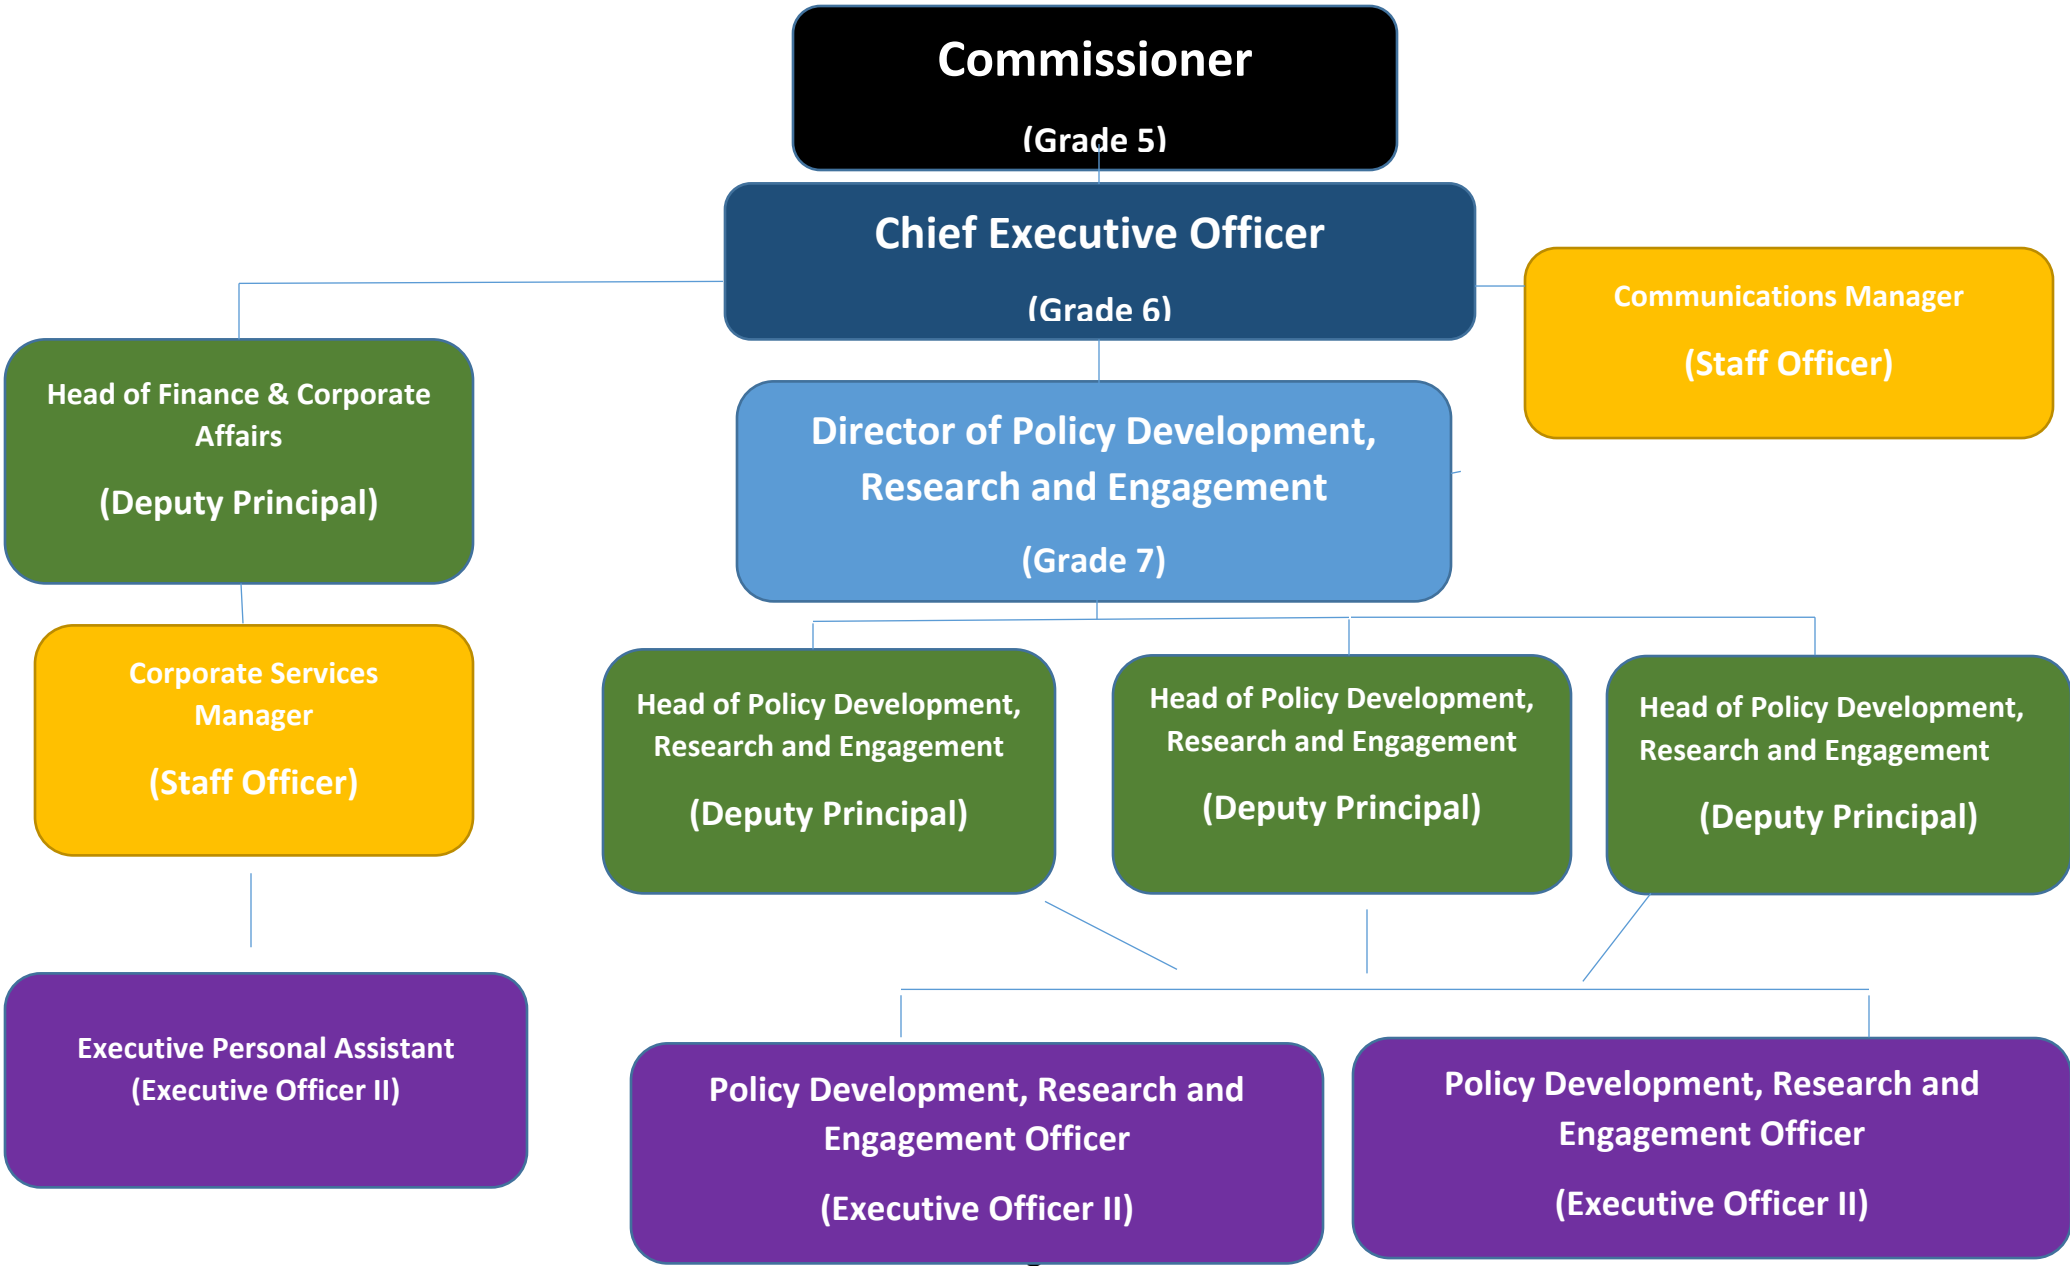 Commissioner
(Grade 5)
Chief Executive Officer
(Grade 6)
Communications Manager
(Staff Officer)
Head of Finance & Corporate
Affairs
(Deputy Principal)
Director of Policy Development,
Research and Engagement
(Grade 7)
Corporate Services
Manager
(Staff Officer)
Head of Policy Development,
Research and Engagement
(Deputy Principal)
Head of Policy Development,
Research and Engagement
(Deputy Principal)
Head of Policy Development,
Research and Engagement
(Deputy Principal)
Executive Personal Assistant
(Executive Officer II)
Policy Development, Research and
Engagement Officer
(Executive Officer II)
Policy Development, Research and
Engagement Officer
(Executive Officer II)